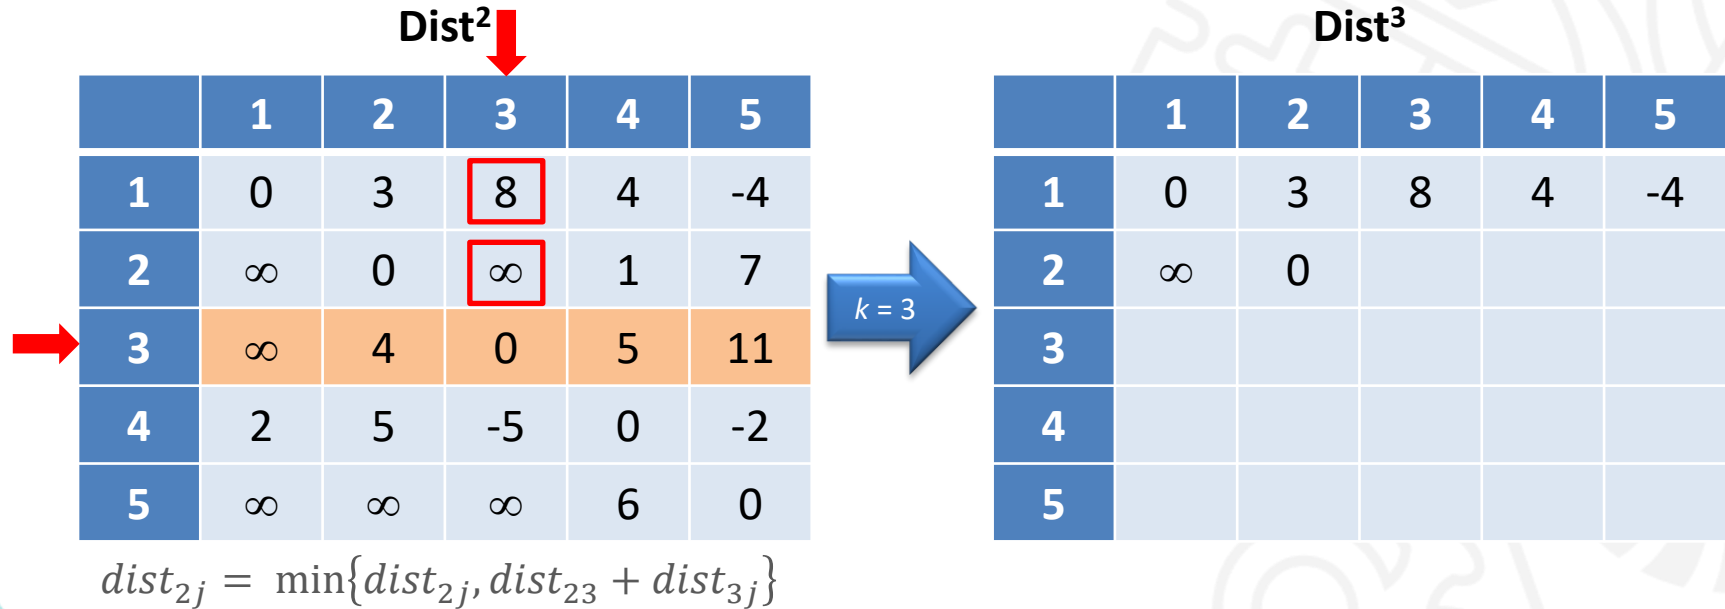 Dist² Dist³
1 2 3 4 5 1 2 3 4 5
1 0 3 8 4 -4 1 0 3 8 4 -4
2 ∞ 0 ∞ 1 7 2 ∞ 0
k = 3
3 ∞ 4 0 5 11 3
4 2 5 -5 0 -2 4
5 ∞ ∞ ∞ 6 0 5
dist₂ⱼ = min{dist₂ⱼ, dist₂₃ + dist₃ⱼ}